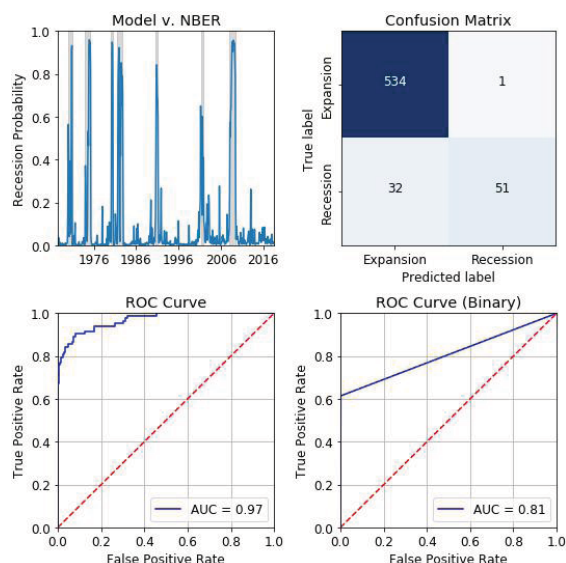 Model v. NBER
Recession Probability
1.0
0.8
0.6
0.4
0.2
0.0
1976 1986 1996 2006 2016
Confusion Matrix
True label
Expansion
Recession
534 1
32 51
Expansion Recession
Predicted label
ROC Curve
True Positive Rate
1.0
0.8
0.6
0.4
0.2
0.0
AUC = 0.97
0.0 0.2 0.4 0.6 0.8 1.0
False Positive Rate
ROC Curve (Binary)
True Positive Rate
1.0
0.8
0.6
0.4
0.2
0.0
AUC = 0.81
0.0 0.2 0.4 0.6 0.8 1.0
False Positive Rate